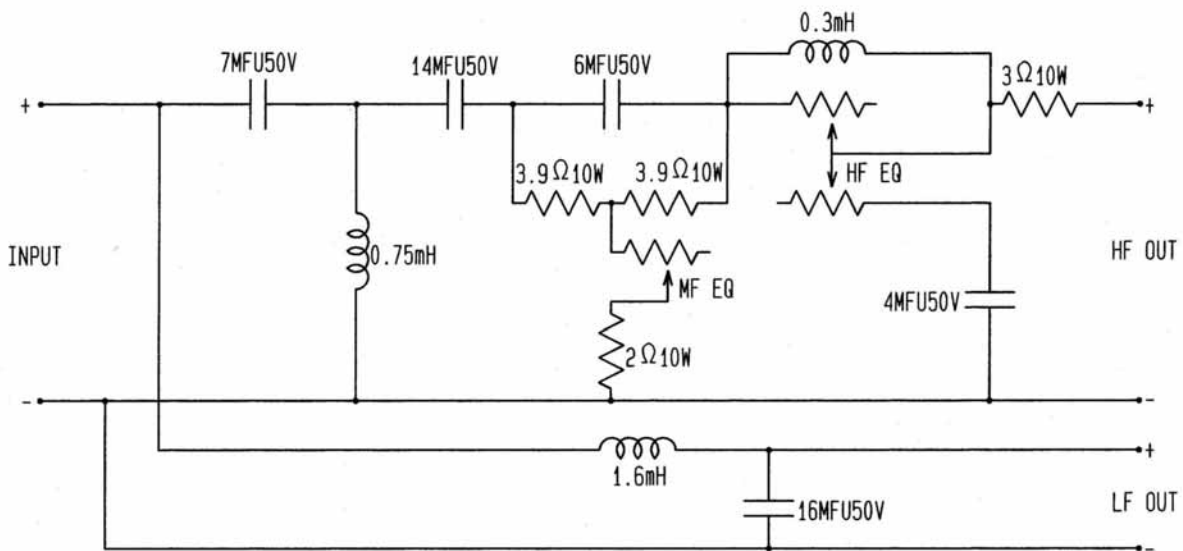 0.3mH
7MFU50V
14MFU50V
6MFU50V
3Ω10W
+
+
3.9Ω10W
3.9Ω10W
HF EQ
INPUT
0.75mH
MF EQ
HF OUT
4MFU50V
2Ω10W
-
-
+
1.6mH
16MFU50V
LF OUT
-